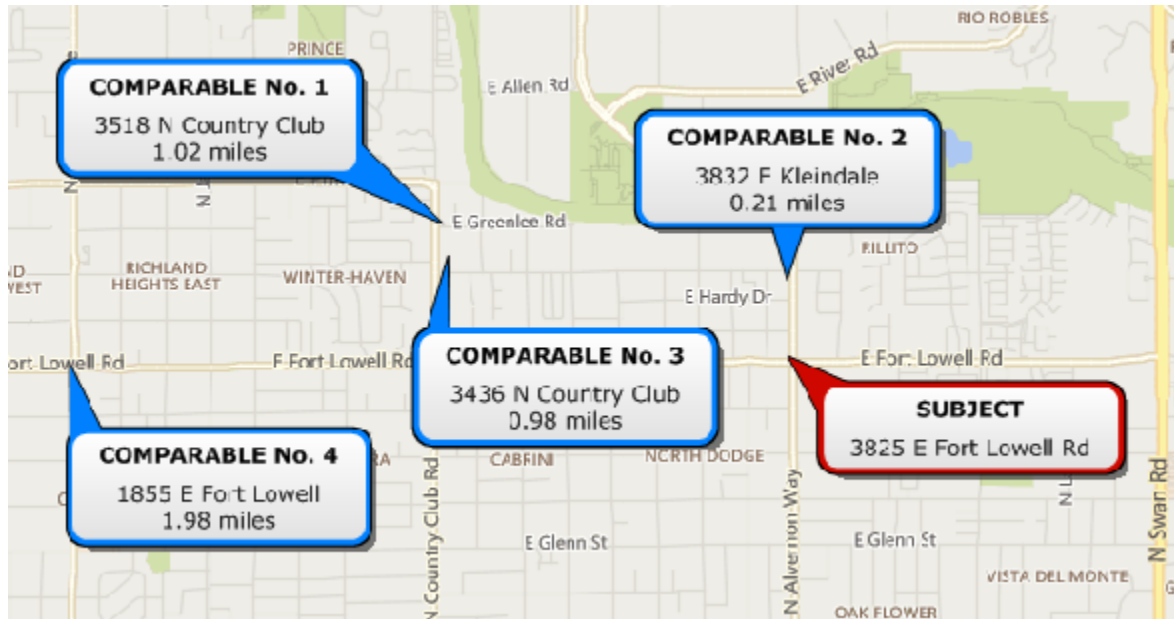 RIO ROBLES
PRINCE
E River Rd
E Allen Rd
COMPARABLE No. 1
3518 N Country Club
1.02 miles
COMPARABLE No. 2
3832 E Kleindale
0.21 miles
N
E Greenlee Rd
RILLITO
RICHLAND
HEIGHTS EAST
WINTER-HAVEN
WEST
E Hardy Dr
ort Lowell Rd
E Fort Lowell Rd
E Fort Lowell Rd
COMPARABLE No. 3
3436 N Country Club
0.98 miles
SUBJECT
3825 E Fort Lowell Rd
COMPARABLE No. 4
1855 E Fort Lowell
1.98 miles
CABRINI
NORTH DODGE
N Country Club Rd
N Alvernon Way
N Swan Rd
E Glenn St
E Glenn St
VISTA DEL MONTE
OAK FLOWER